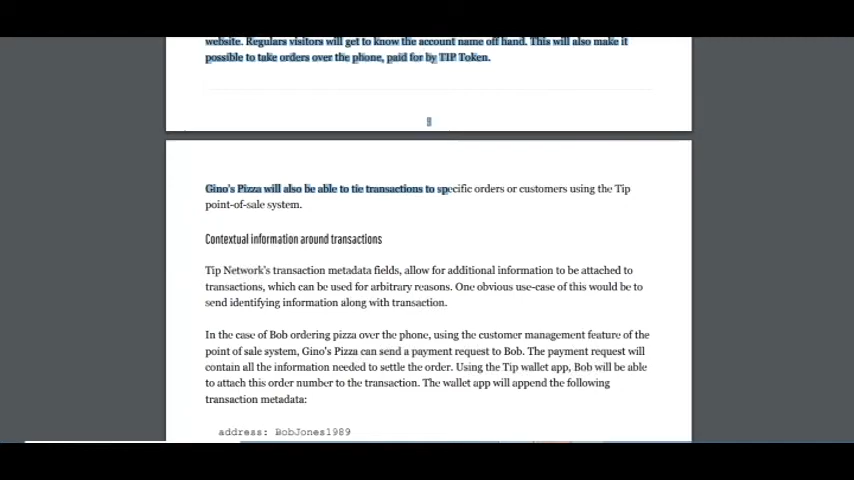 website. Regulars visitors will get to know the account name off hand. This will also make it
possible to take orders over the phone, paid for by TIP Token.
Gino's Pizza will also be able to tie transactions to specific orders or customers using the Tip
point-of-sale system.
Contextual information around transactions
Tip Network's transaction metadata fields, allow for additional information to be attached to
transactions, which can be used for arbitrary reasons. One obvious use-case of this would be to
send identifying information along with transaction.
In the case of Bob ordering pizza over the phone, using the customer management feature of the
point of sale system, Gino's Pizza can send a payment request to Bob. The payment request will
contain all the information needed to settle the order. Using the Tip wallet app, Bob will be able
to attach this order number to the transaction. The wallet app will append the following
transaction metadata:
address: BobJones1989